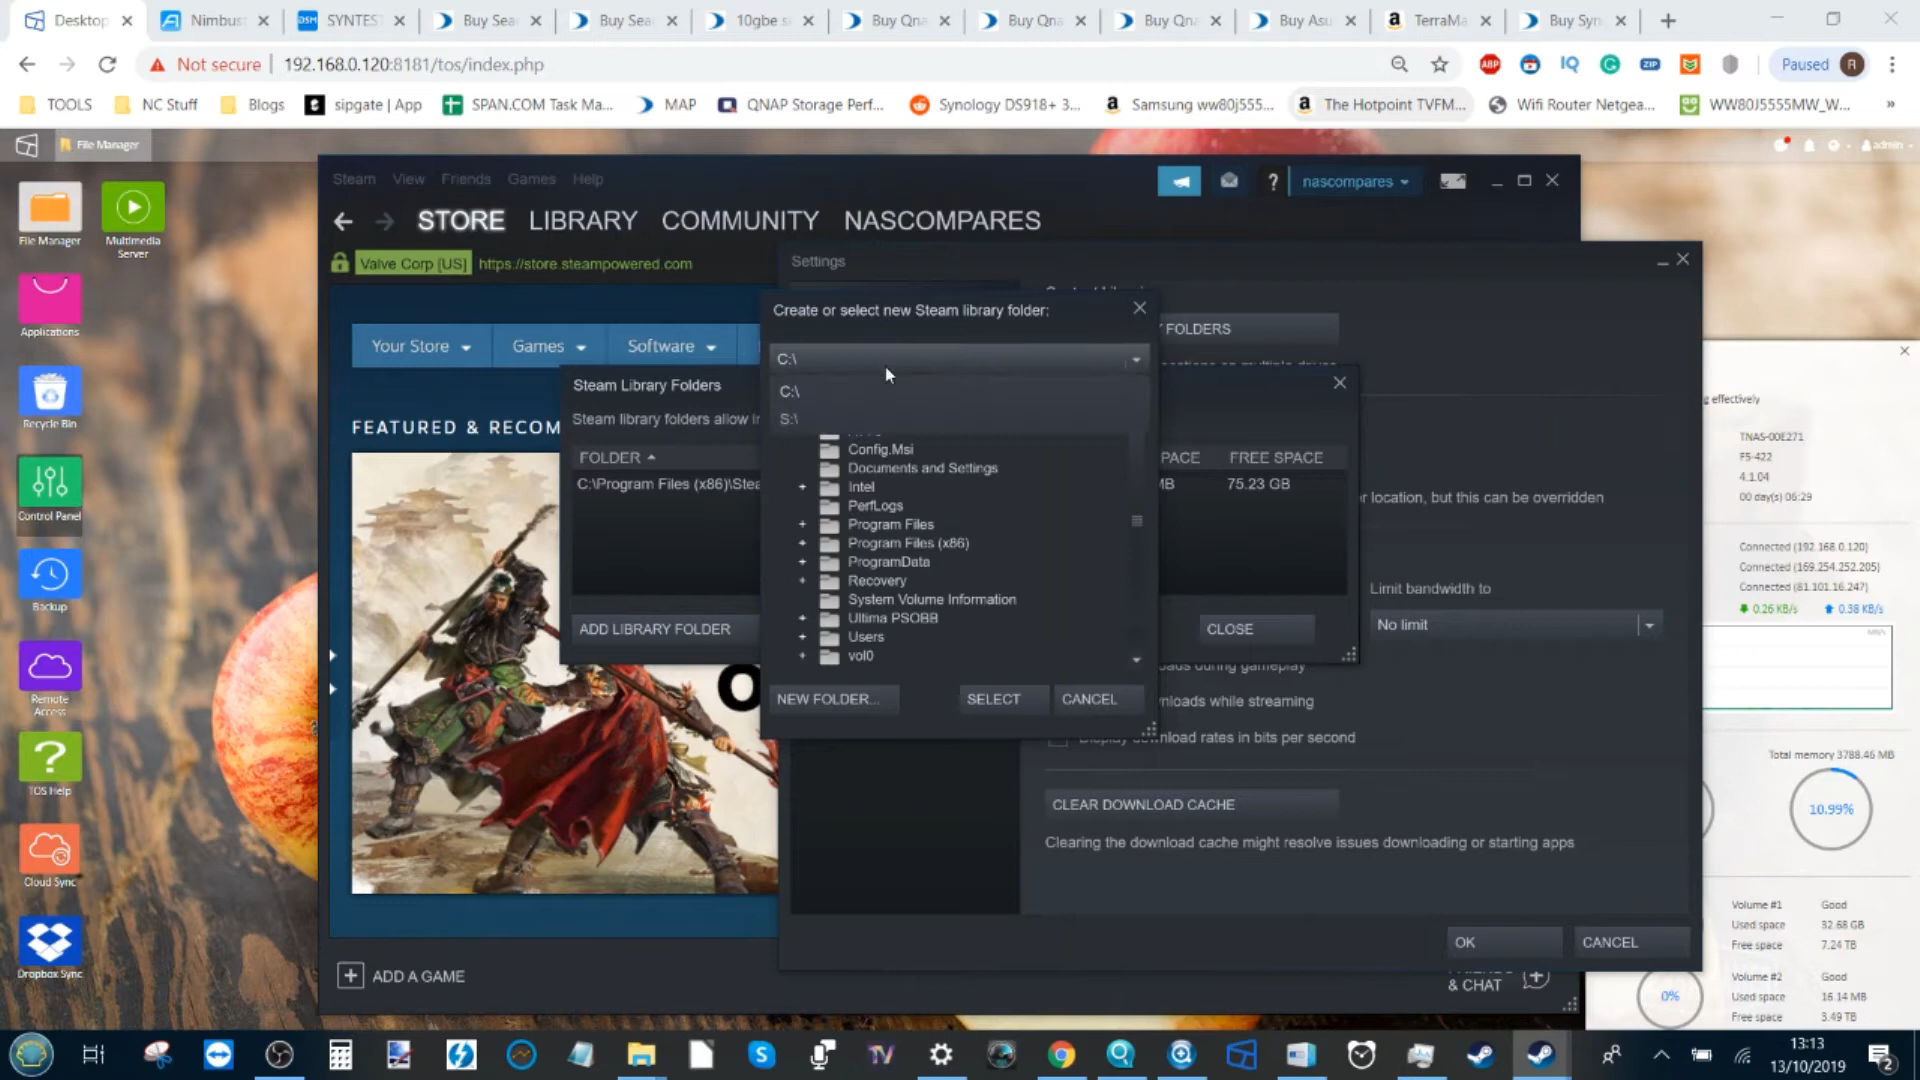 Desktop
Nimbust
DSM
SYNTES
Buy Sea
Buy Sea
10gbe s
Buy Qna
Buy Qna
Buy Qna
Buy Asu
TerraMa
Buy Syn
Not secure
192.168.0.120:8181/tos/index.php
ABP
IQ
ZIP
Paused
R
TOOLS
NC Stuff
Blogs
sipgate | App
SPAN.COM Task Ma...
MAP
QNAP Storage Perf...
Synology DS918+ 3...
Samsung ww80j555...
The Hotpoint TVFM...
Wifi Router Netgea...
WW80J5555MW_W...
»
File Manager
admin
File Manager
Multimedia
Server
Applications
Recycle Bin
Control Panel
Backup
Remote
Access
TOS Help
Cloud Sync
Dropbox Sync
Steam
View
Friends
Games
Help
nascompares
STORE
LIBRARY
COMMUNITY
NASCOMPARES
Valve Corp [US]
https://store.steampowered.com
Your Store
Games
Software
FEATURED & RECOM
ADD A GAME
& CHAT
Settings
FOLDERS
r location, but this can be overridden
Limit bandwidth to
No limit
nloads while streaming
Display download rates in bits per second
CLEAR DOWNLOAD CACHE
Clearing the download cache might resolve issues downloading or starting apps
OK
CANCEL
Steam Library Folders
Steam library folders allow in
FOLDER
PACE
FREE SPACE
C:\Program Files (x86)\Stea
MB
75.23 GB
ADD LIBRARY FOLDER
CLOSE
Create or select new Steam library folder:
C:\
C:\
S:\
Config.Msi
Documents and Settings
Intel
PerfLogs
Program Files
Program Files (x86)
ProgramData
Recovery
System Volume Information
Ultima PSOBB
Users
vol0
NEW FOLDER...
SELECT
CANCEL
g effectively
TNAS-00E271
F5-422
4.1.04
00 day(s) 06:29
Connected (192.168.0.120)
Connected (169.254.252.205)
Connected (81.101.16.247)
0.26 KB/s
0.38 KB/s
Total memory 3788.46 MB
10.99%
Volume #1
Good
Used space
32.68 GB
Free space
7.24 TB
Volume #2
Good
Used space
16.14 MB
Free space
3.49 TB
0%
13:13
13/10/2019
2